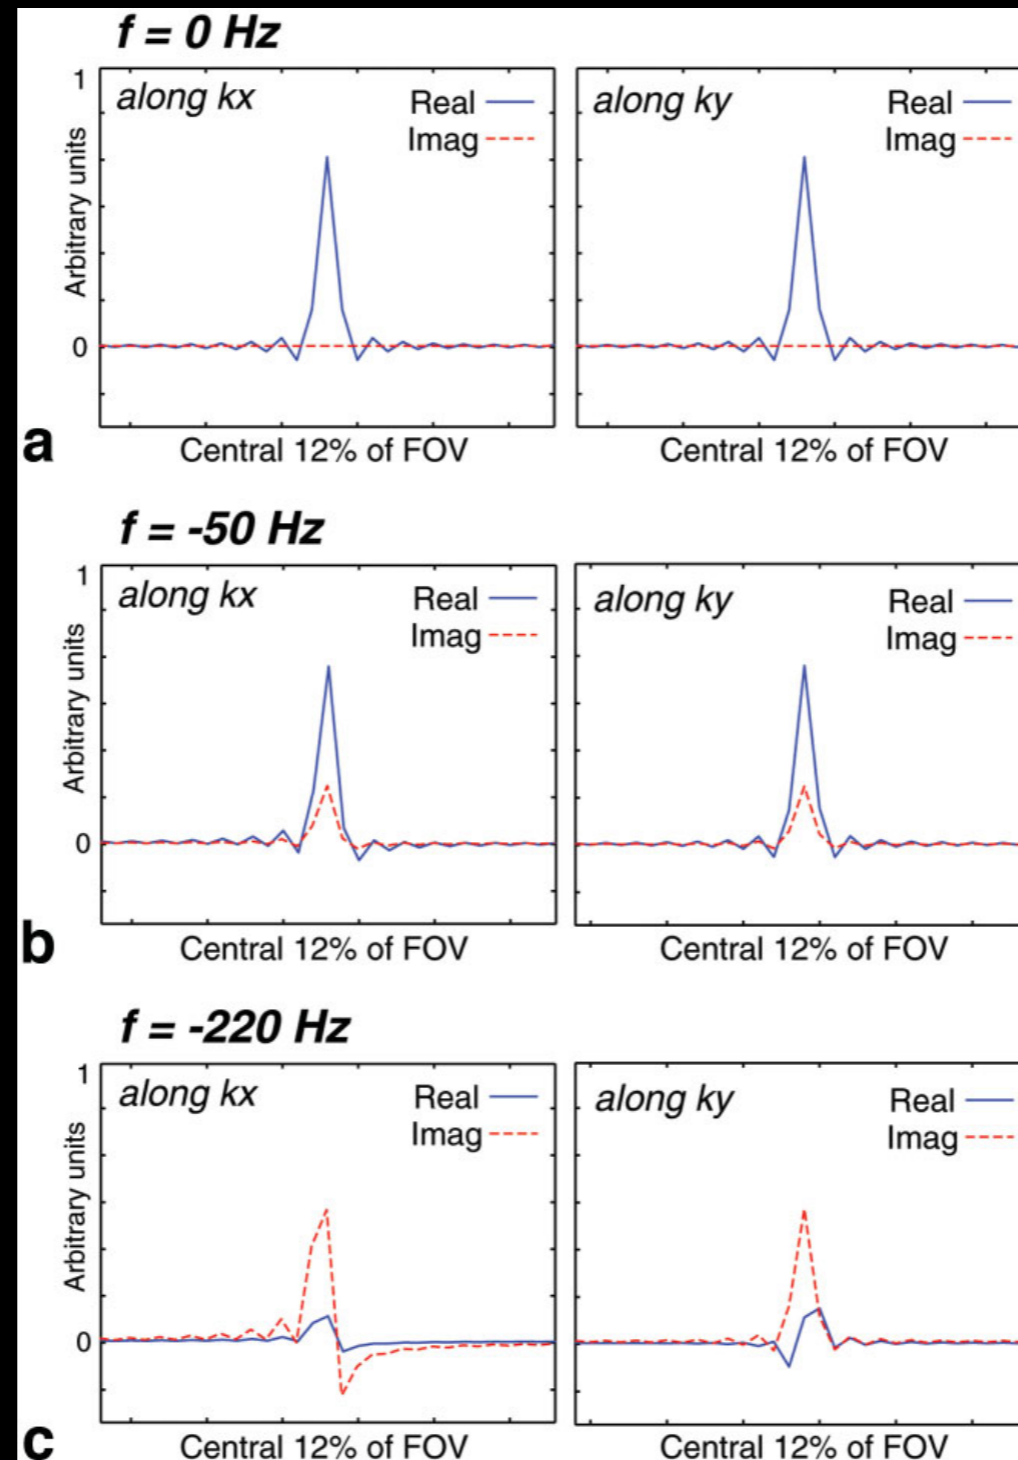 f = 0 Hz
along kx
Real
Imag
along ky
Real
Imag
1
Arbitrary units
0
a
Central 12% of FOV
Central 12% of FOV
f = -50 Hz
along kx
Real
Imag
along ky
Real
Imag
1
Arbitrary units
0
b
Central 12% of FOV
Central 12% of FOV
f = -220 Hz
along kx
Real
Imag
along ky
Real
Imag
1
Arbitrary units
0
c
Central 12% of FOV
Central 12% of FOV